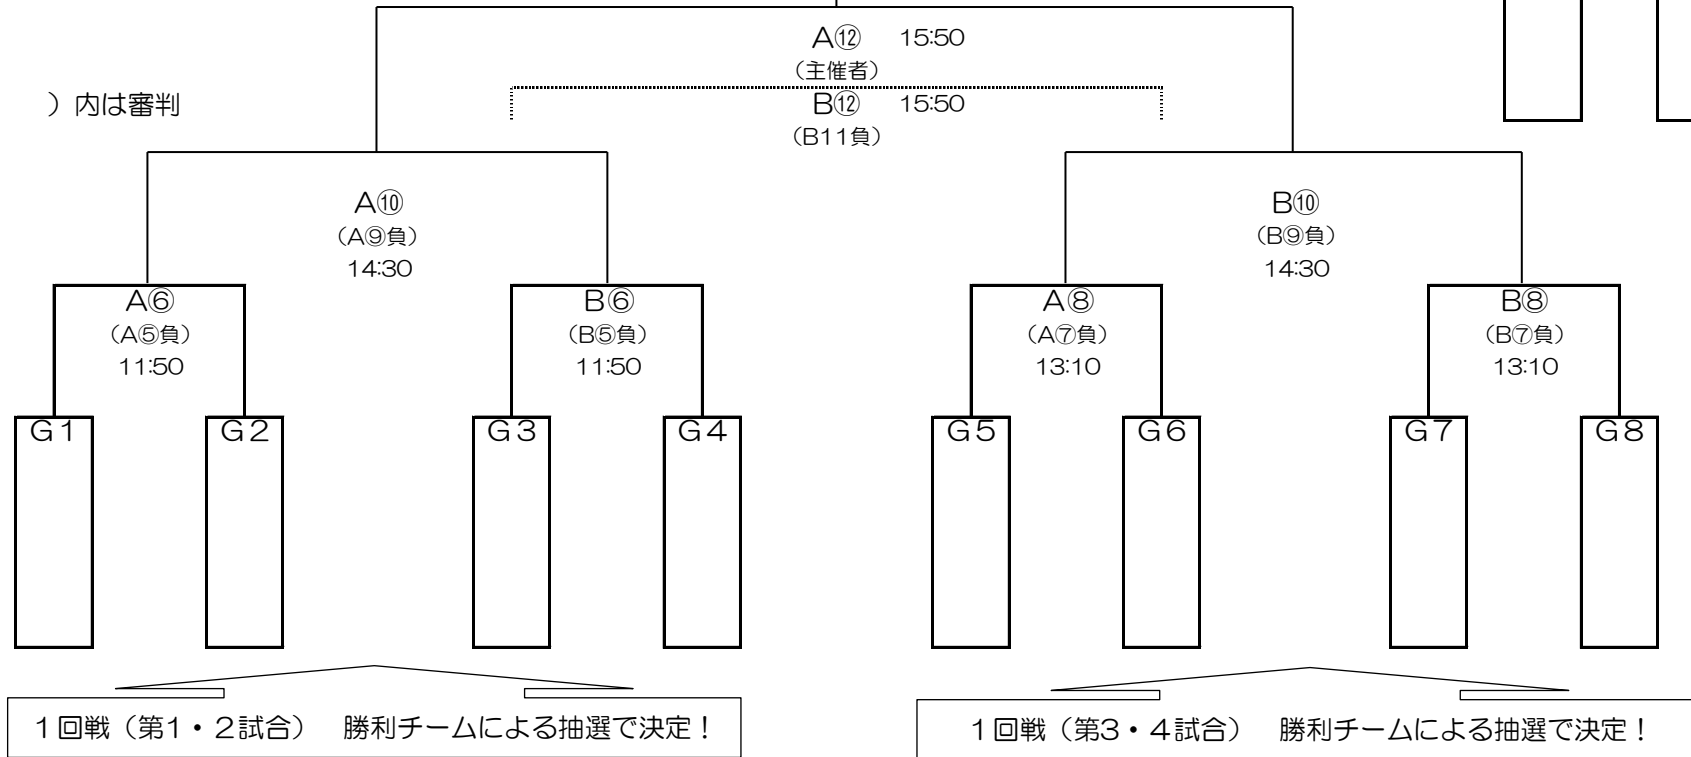 A⑫ 15:50
(主催者)
)内は審判
B⑫ 15:50
(B11負)
A⑩
(A⑨負)
14:30
B⑩
(B⑨負)
14:30
A⑥
(A⑤負)
11:50
B⑥
(B⑤負)
11:50
A⑧
(A⑦負)
13:10
B⑧
(B⑦負)
13:10
G1
G2
G3
G4
G5
G6
G7
G8
1回戦(第1・2試合) 勝利チームによる抽選で決定!
1回戦(第3・4試合) 勝利チームによる抽選で決定!